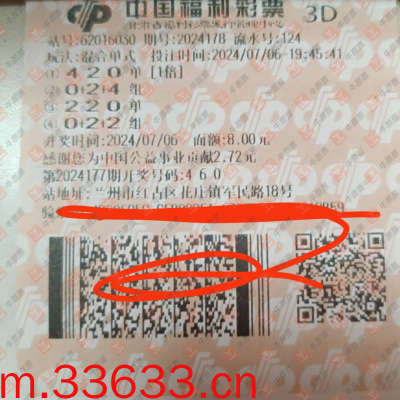 中国福利彩票 3D
站号:62016030 期号:2024178 流水号:124
玩法:混合单式 投注时间:2024/07/06-19:45:41
① 4 2 0 单 [1倍]
② 0 2 4 组
③ 2 2 0 单
④ 0 2 2 组
开奖时间:2024/07/06 面额:8.00元
感谢您为中国公益事业贡献2.72元
第2024177期开奖号码:4 6 0
站地址:兰州市红古区花庄镇军民路18号
m.33633.cn